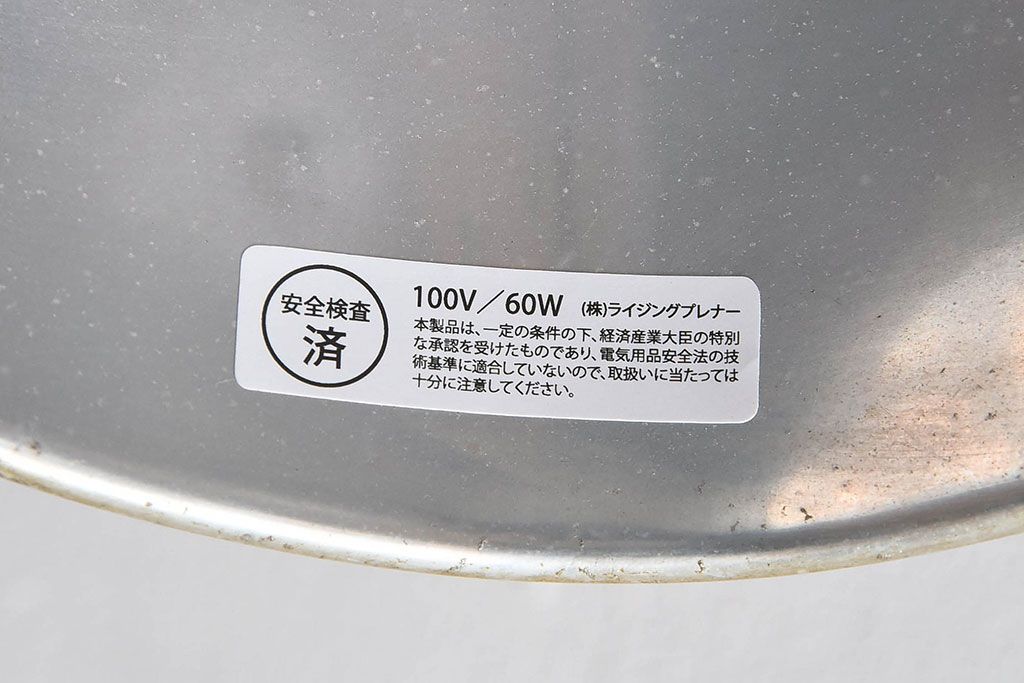 安全検査
済
100V／60W (株)ライジングプレナー
本製品は、一定の条件の下、経済産業大臣の特別
な承認を受けたものであり、電気用品安全法の技
術基準に適合していないので、取扱いに当たっては
十分に注意してください。